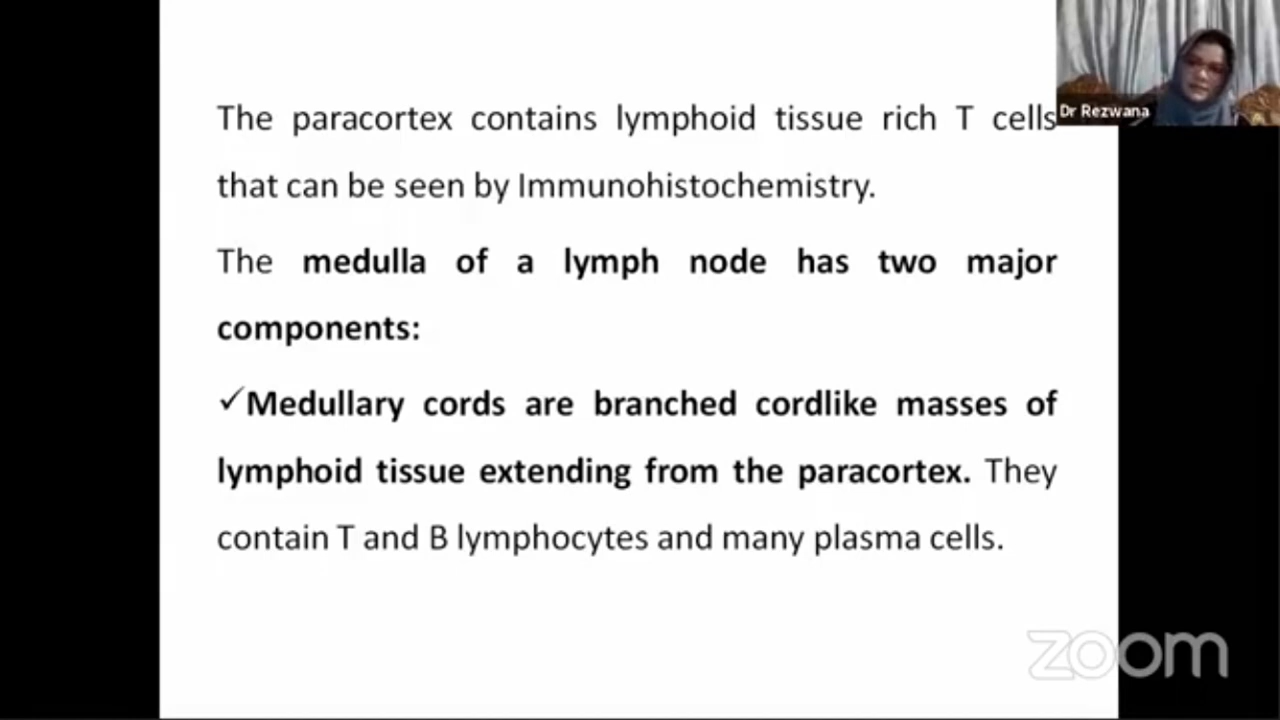 The paracortex contains lymphoid tissue rich T cells
that can be seen by Immunohistochemistry.
The medulla of a lymph node has two major
components:
✓Medullary cords are branched cordlike masses of
lymphoid tissue extending from the paracortex. They
contain T and B lymphocytes and many plasma cells.
Dr Rezwana
zoom